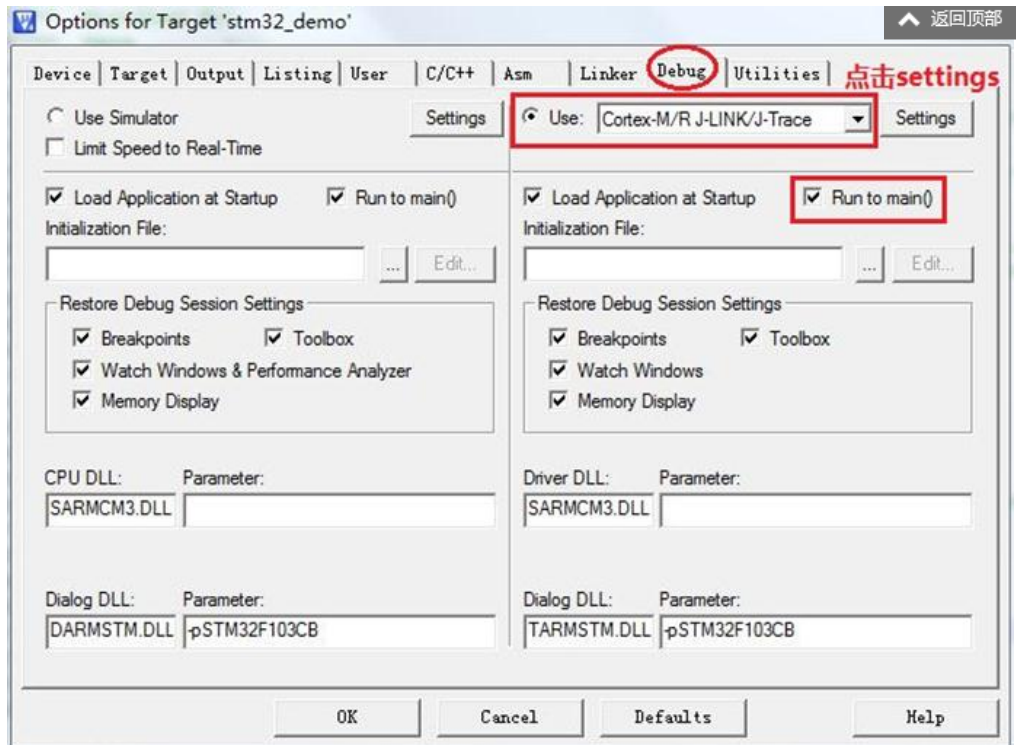 Options for Target 'stm32_demo'
返回顶部
Device Target Output Listing User C/C++ Asm Linker Debug Utilities
点击settings
Use Simulator
Settings
Limit Speed to Real-Time
Use: Cortex-M/R J-LINK/J-Trace
Settings
Load Application at Startup
Run to main()
Initialization File:
...
Edit...
Load Application at Startup
Run to main()
Initialization File:
...
Edit...
Restore Debug Session Settings
Breakpoints
Toolbox
Watch Windows & Performance Analyzer
Memory Display
Restore Debug Session Settings
Breakpoints
Toolbox
Watch Windows
Memory Display
CPU DLL: Parameter:
SARMCM3.DLL
Driver DLL: Parameter:
SARMCM3.DLL
Dialog DLL: Parameter:
DARMSTM.DLL -pSTM32F103CB
Dialog DLL: Parameter:
TARMSTM.DLL -pSTM32F103CB
OK
Cancel
Defaults
Help